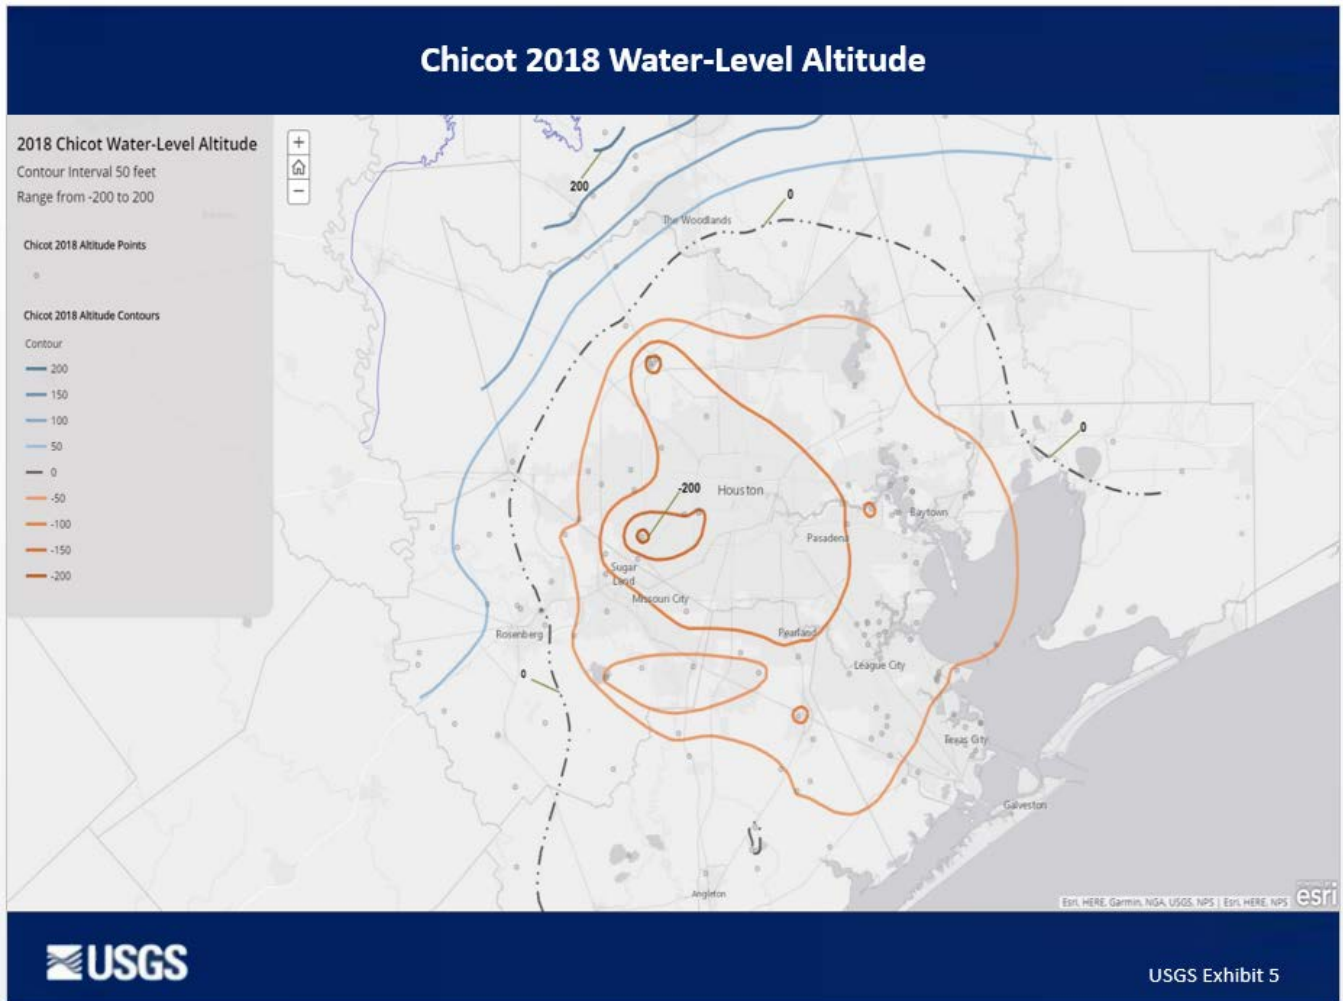 Chicot 2018 Water-Level Altitude
2018 Chicot Water-Level Altitude
Contour Interval 50 feet
Range from -200 to 200
Chicot 2018 Altitude Points
Chicot 2018 Altitude Contours
Contour
200
150
100
50
0
-50
-100
-150
-200
+
−
200
0
The Woodlands
0
-200
Houston
Baytown
Pasadena
Sugar
Land
Missouri City
Rosenberg
Pearland
League City
0
Texas City
Galveston
Angleton
Esri, HERE, Garmin, NGA, USGS, NPS | Esri, HERE, NPS
POWERED BY
esri
USGS
USGS Exhibit 5